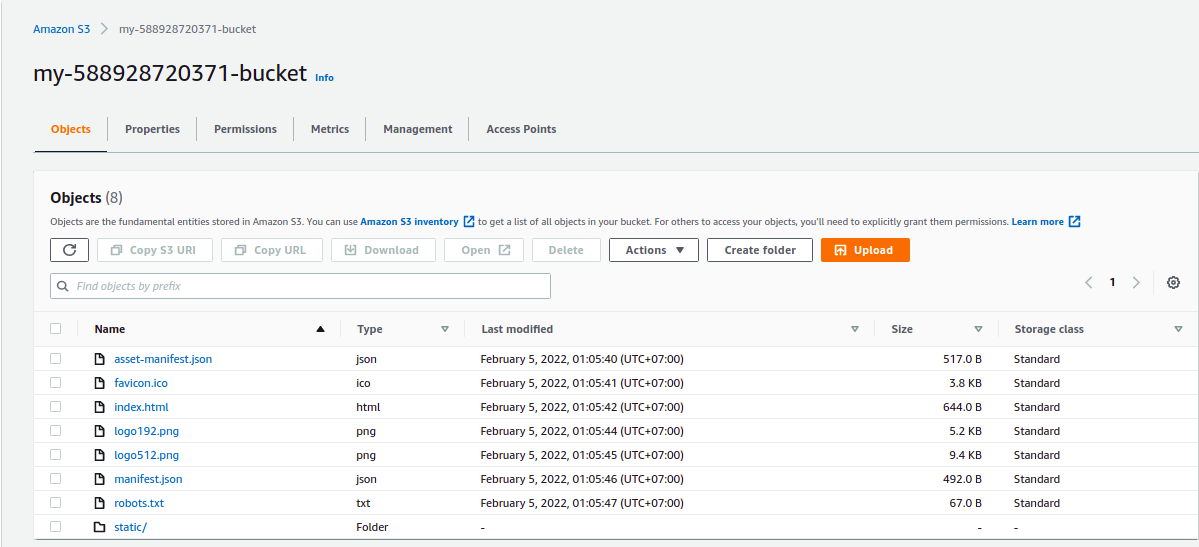 Amazon S3 > my-588928720371-bucket
my-588928720371-bucket Info
Objects Properties Permissions Metrics Management Access Points
Objects (8)
Objects are the fundamental entities stored in Amazon S3. You can use Amazon S3 inventory to get a list of all objects in your bucket. For others to access your objects, you'll need to explicitly grant them permissions. Learn more
Copy S3 URI Copy URL Download Open Delete Actions Create folder Upload
Find objects by prefix
1
Name Type Last modified Size Storage class
asset-manifest.json json February 5, 2022, 01:05:40 (UTC+07:00) 517.0 B Standard
favicon.ico ico February 5, 2022, 01:05:41 (UTC+07:00) 3.8 KB Standard
index.html html February 5, 2022, 01:05:42 (UTC+07:00) 644.0 B Standard
logo192.png png February 5, 2022, 01:05:44 (UTC+07:00) 5.2 KB Standard
logo512.png png February 5, 2022, 01:05:45 (UTC+07:00) 9.4 KB Standard
manifest.json json February 5, 2022, 01:05:46 (UTC+07:00) 492.0 B Standard
robots.txt txt February 5, 2022, 01:05:47 (UTC+07:00) 67.0 B Standard
static/ Folder - - -